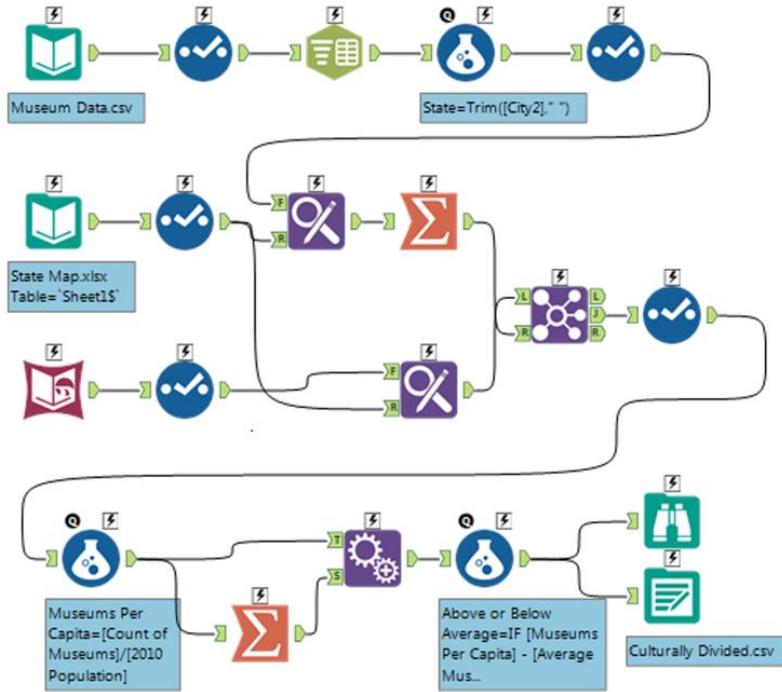 Museum Data.csv
State=Trim([City2]," ")
State Map.xlsx
Table=`Sheet1$`
F
R
L
R
L
J
R
F
R
Q
Q
T
S
Q
Museums Per
Capita=[Count of
Museums]/[2010
Population]
Above or Below
Average=IF [Museums
Per Capita] - [Average
Mus...
Culturally Divided.csv